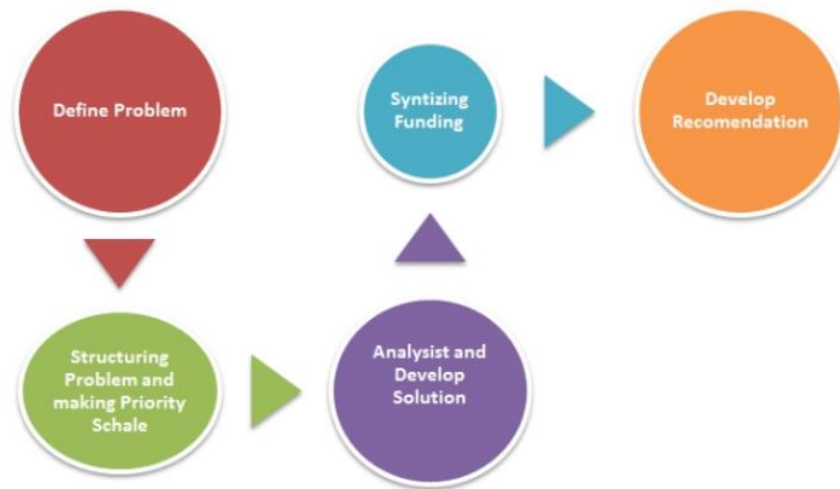 Define Problem
Structuring
Problem and
making Priority
Schale
Analysist and
Develop
Solution
Syntizing
Funding
Develop
Recomendation